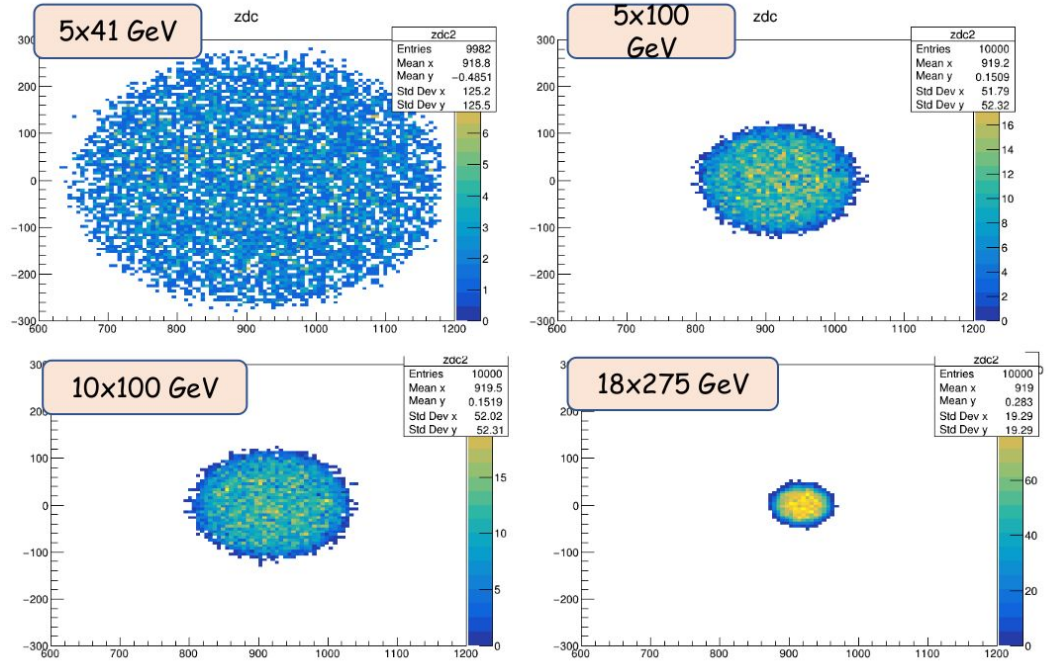 5x41 GeV
zdc
zdc2
Entries 9982
Mean x 918.8
Mean y −0.4851
Std Dev x 125.2
Std Dev y 125.5
300
200
100
0
−100
−200
−300
600 700 800 900 1000 1100 1200
6
5
4
3
2
1
0
5x100
GeV
zdc
zdc2
Entries 10000
Mean x 919.2
Mean y 0.1509
Std Dev x 51.79
Std Dev y 52.32
300
200
100
0
−100
−200
−300
600 700 800 900 1000 1100 1200
16
14
12
10
8
6
4
2
0
10x100 GeV
zdc2
Entries 10000
Mean x 919.5
Mean y 0.1519
Std Dev x 52.02
Std Dev y 52.31
100
0
−100
−200
−300
600 700 800 900 1000 1100 1200
15
10
5
0
18x275 GeV
zdc2
Entries 10000
Mean x 919
Mean y 0.283
Std Dev x 19.29
Std Dev y 19.29
100
0
−100
−200
−300
600 700 800 900 1000 1100 1200
60
40
20
0